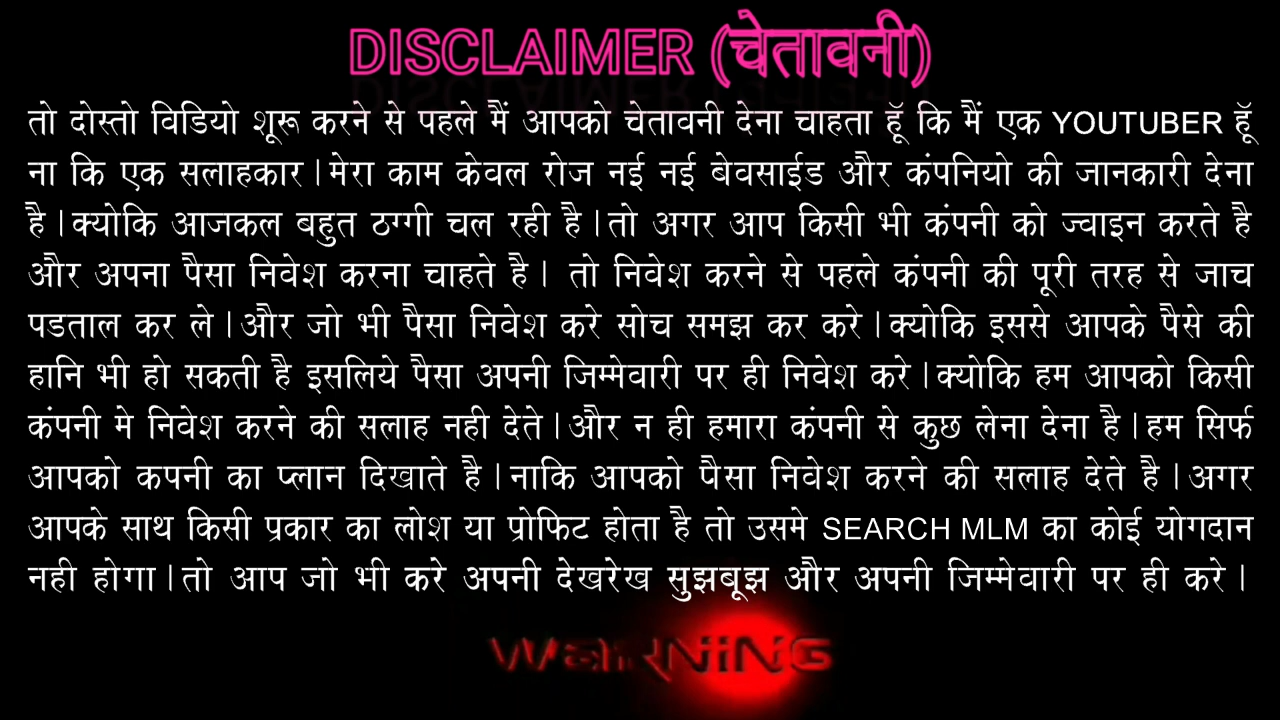 DISCLAIMER (चेतावनी)
तो दोस्तो विडियो शूरू करने से पहले मैं आपको चेतावनी देना चाहता हूॅ कि मैं एक YOUTUBER हूॅ
ना कि एक सलाहकार।मेरा काम केवल रोज नई नई बेवसाईड और कंपनियो की जानकारी देना
है।क्योकि आजकल बहुत ठग्गी चल रही है।तो अगर आप किसी भी कंपनी को ज्वाइन करते है
और अपना पैसा निवेश करना चाहते है। तो निवेश करने से पहले कंपनी की पूरी तरह से जाच
पडताल कर ले।और जो भी पैसा निवेश करे सोच समझ कर करे।क्योकि इससे आपके पैसे की
हानि भी हो सकती है इसलिये पैसा अपनी जिम्मेवारी पर ही निवेश करे।क्योकि हम आपको किसी
कंपनी मे निवेश करने की सलाह नही देते।और न ही हमारा कंपनी से कुछ लेना देना है।हम सिर्फ
आपको कपनी का प्लान दिखाते है।नाकि आपको पैसा निवेश करने की सलाह देते है।अगर
आपके साथ किसी प्रकार का लोश या प्रोफिट होता है तो उसमे SEARCH MLM का कोई योगदान
नही होगा।तो आप जो भी करे अपनी देखरेख सुझबूझ और अपनी जिम्मेवारी पर ही करे।
WARNiNG